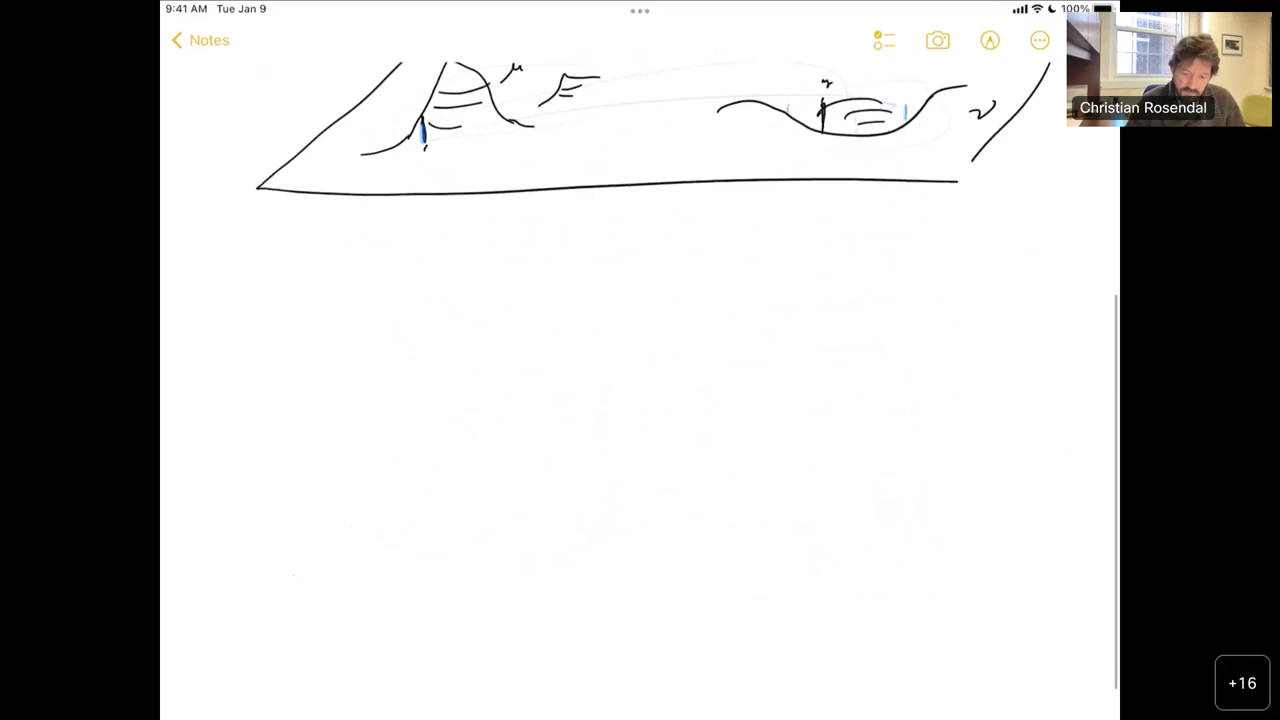 9:41 AM Tue Jan 9
100%
Notes
Christian Rosendal
μ
ν
+16